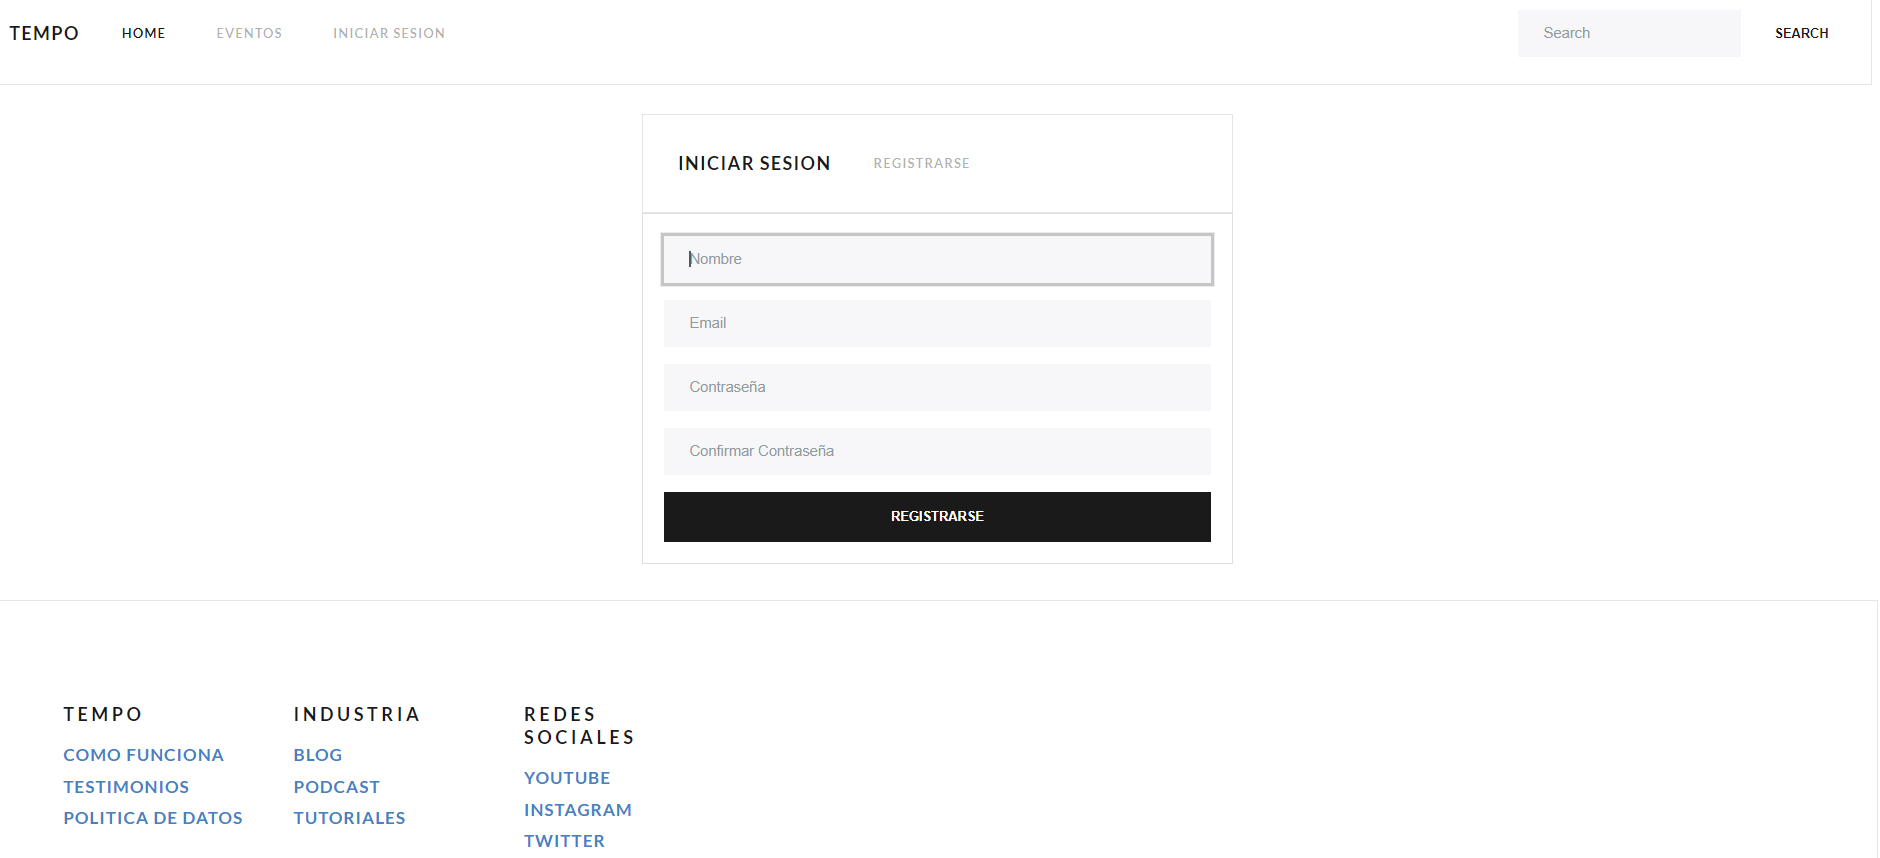 TEMPO HOME EVENTOS INICIAR SESION Search SEARCH
INICIAR SESION REGISTRARSE
Nombre
Email
Contraseña
Confirmar Contraseña
REGISTRARSE
TEMPO
COMO FUNCIONA
TESTIMONIOS
POLITICA DE DATOS
INDUSTRIA
BLOG
PODCAST
TUTORIALES
REDES
SOCIALES
YOUTUBE
INSTAGRAM
TWITTER